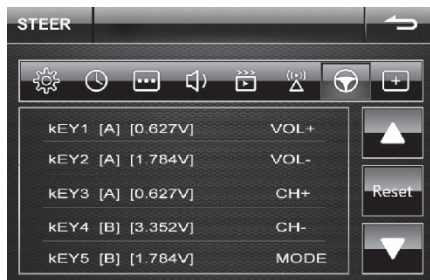 STEER
kEY1 [A] [0.627V] VOL+
kEY2 [A] [1.784V] VOL-
kEY3 [A] [0.627V] CH+
Reset
kEY4 [B] [3.352V] CH-
kEY5 [B] [1.784V] MODE